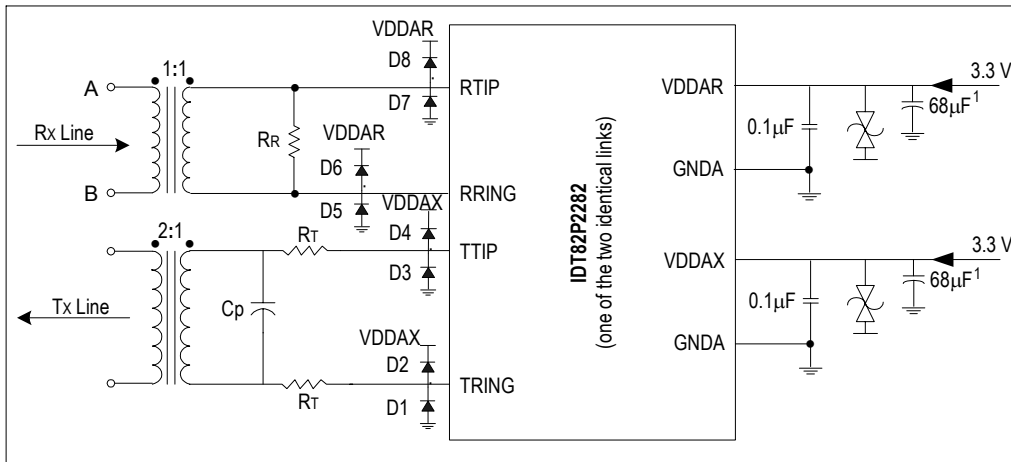 VDDAR
D8
D7
1:1
A
Rx Line
B
RR
RTIP
VDDAR
D6
D5
RRING
2:1
Tx Line
Cp
RT
VDDAX
D4
D3
TTIP
VDDAX
D2
D1
RT
TRING
IDT82P2282
(one of the two identical links)
VDDAR
3.3 V
0.1μF
68μF1
GNDA
VDDAX
3.3 V
0.1μF
68μF1
GNDA